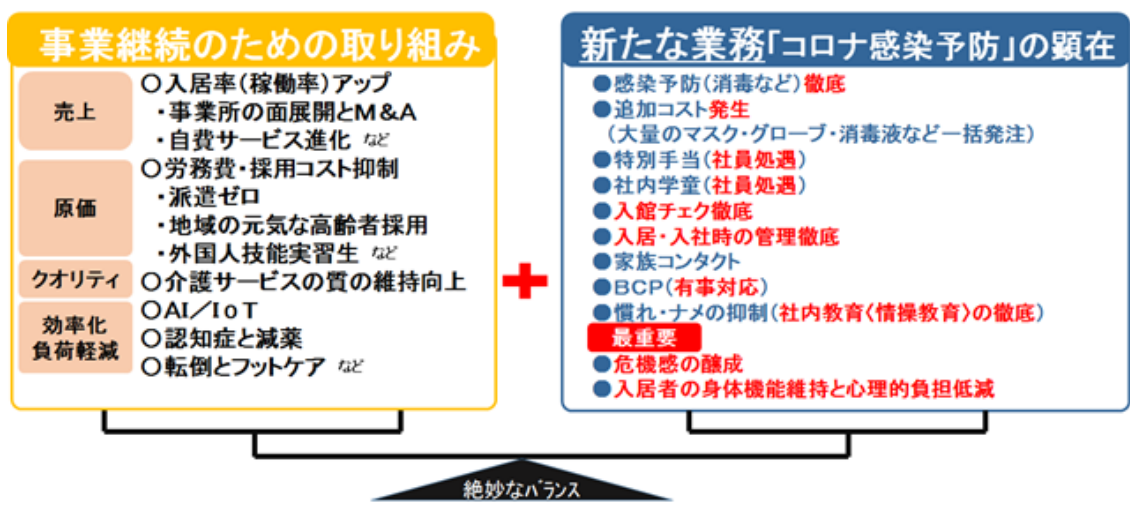 事業継続のための取り組み
売上
〇入居率(稼働率)アップ
・事業所の面展開とM&A
・自費サービス進化 など
原価
〇労務費・採用コスト抑制
・派遣ゼロ
・地域の元気な高齢者採用
・外国人技能実習生 など
クオリティ
〇介護サービスの質の維持向上
効率化
負荷軽減
〇AI/IoT
〇認知症と減薬
〇転倒とフットケア など
+
新たな業務「コロナ感染予防」の顕在
●感染予防(消毒など)徹底
●追加コスト発生
(大量のマスク・グローブ・消毒液など一括発注)
●特別手当(社員処遇)
●社内学童(社員処遇)
●入館チェク徹底
●入居・入社時の管理徹底
●家族コンタクト
●BCP(有事対応)
●慣れ・ナメの抑制(社内教育〈情操教育〉の徹底)
最重要
●危機感の醸成
●入居者の身体機能維持と心理的負担低減
絶妙なバランス